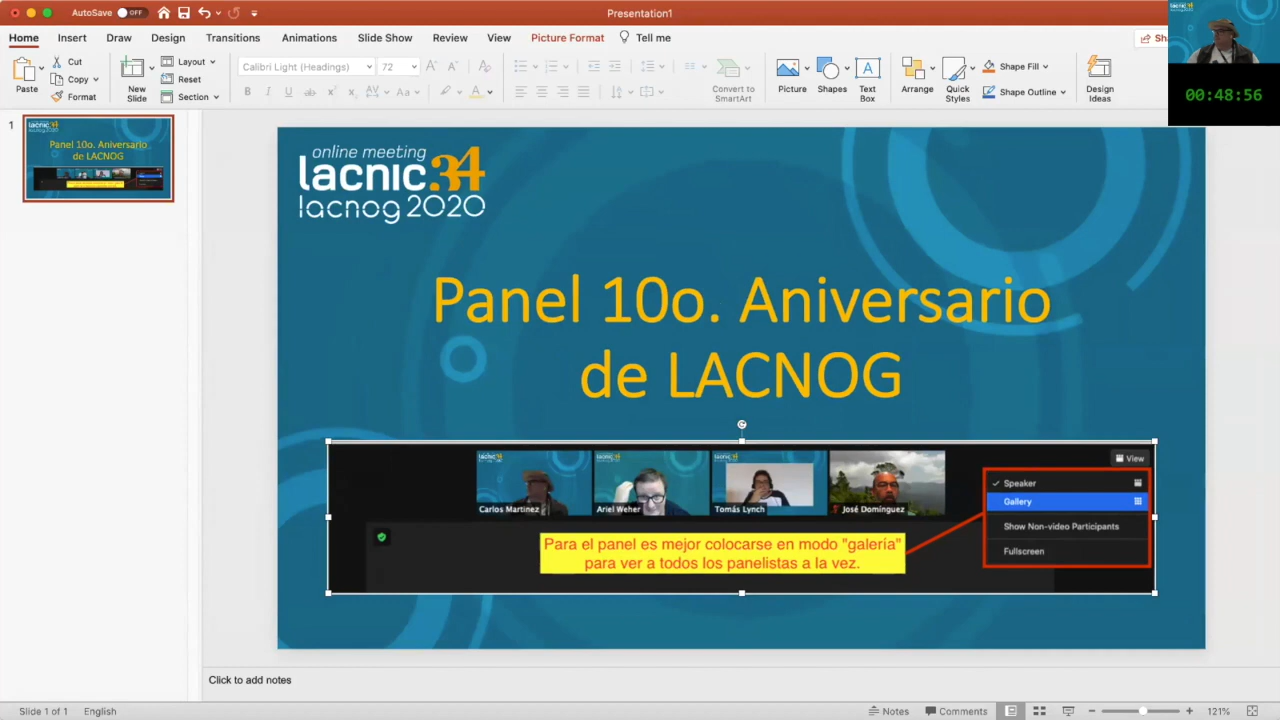 AutoSave
OFF
Presentation1
Home
Insert
Draw
Design
Transitions
Animations
Slide Show
Review
View
Picture Format
Tell me
Sha
Paste
Cut
Copy
Format
New
Slide
Layout
Reset
Section
Calibri Light (Headings)
72
Convert to
SmartArt
Picture
Shapes
Text
Box
Arrange
Quick
Styles
Shape Fill
Shape Outline
Design
Ideas
00:48:56
1
lacnic34
lacnog2020
Panel 10o. Aniversario
de LACNOG
online meeting
lacnic34
lacnog 2020
Panel 10o. Aniversario
de LACNOG
Carlos Martinez
Ariel Weher
Tomás Lynch
José Domínguez
View
Speaker
Gallery
Show Non-video Participants
Fullscreen
Para el panel es mejor colocarse en modo "galería"
para ver a todos los panelistas a la vez.
Click to add notes
Slide 1 of 1
English
Notes
Comments
121%